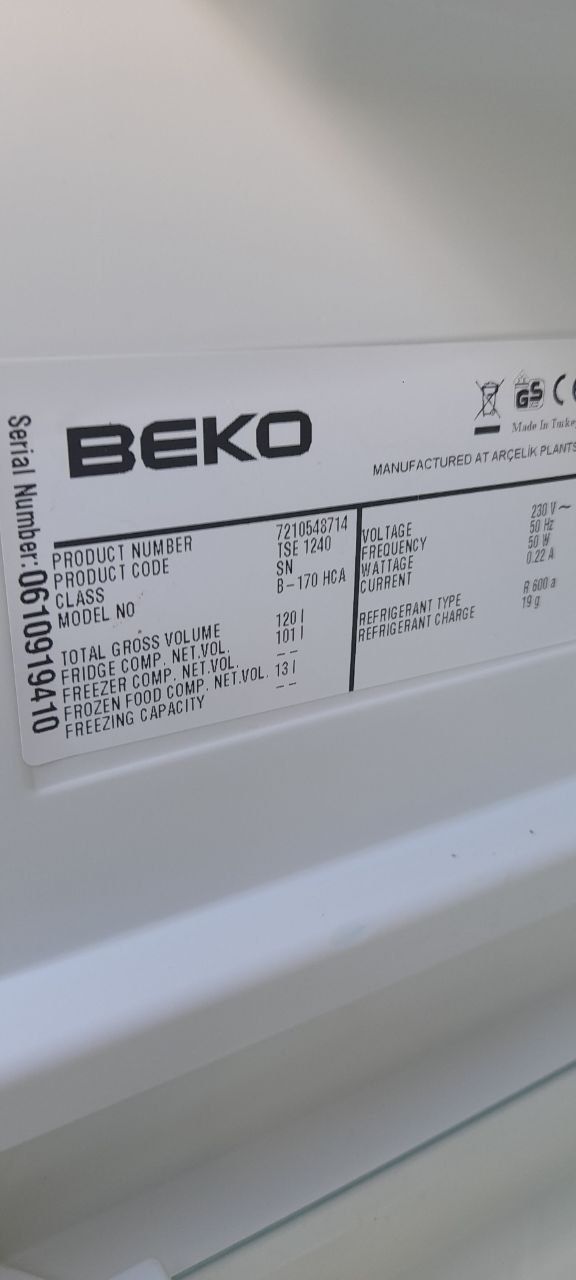 BEKO
GS C
Made In Turkey
MANUFACTURED AT ARÇELİK PLANTS
Serial Number:06109919410
PRODUCT NUMBER 7210548714
PRODUCT CODE TSE 1240
CLASS SN
MODEL NO B-170 HCA
TOTAL GROSS VOLUME 120 l
FRIDGE COMP. NET.VOL. 101 l
FREEZER COMP. NET.VOL. --
FROZEN FOOD COMP. NET.VOL. 13 l
FREEZING CAPACITY --
VOLTAGE 230 V~
FREQUENCY 50 Hz
WATTAGE 50 W
CURRENT 0.22 A
REFRIGERANT TYPE R 600 a
REFRIGERANT CHARGE 19 g